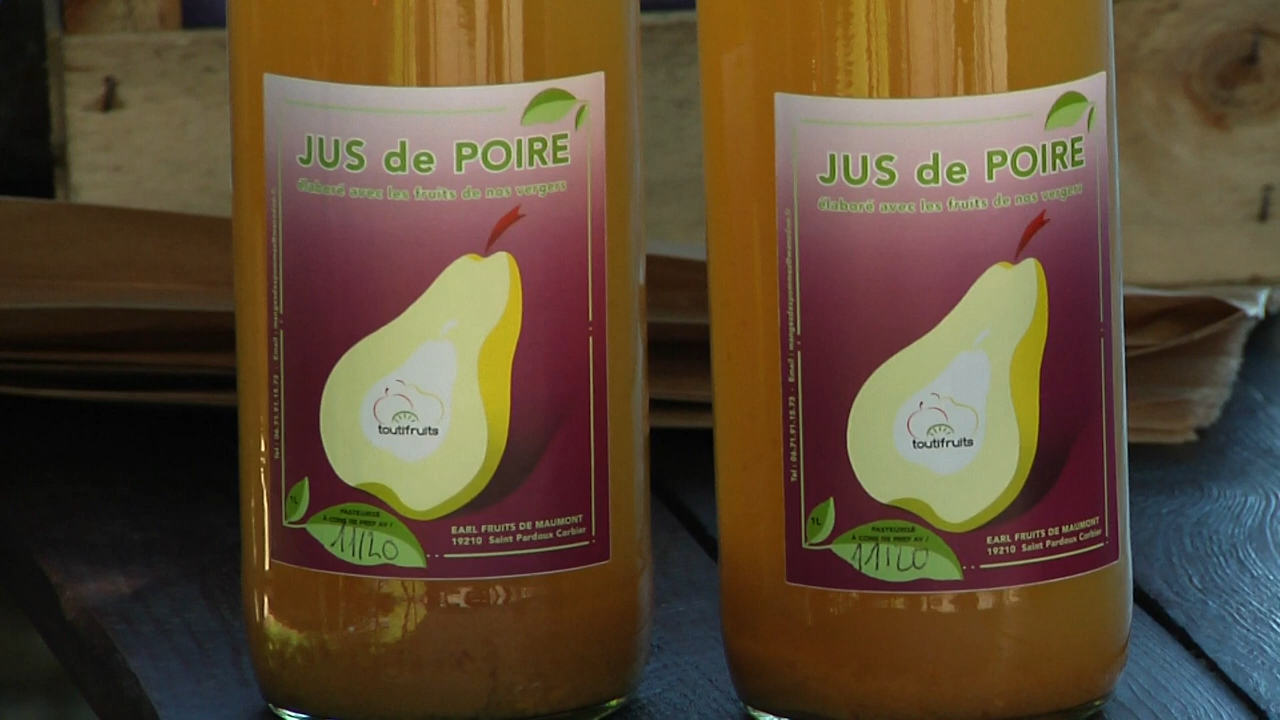 JUS de POIRE
élaboré avec les fruits de nos vergers
toutifruits
1L
PASTEURISÉ
À CONS DE PREF AV /
11/20
EARL FRUITS DE MAUMONT
19210 Saint Pardoux Corbier
JUS de POIRE
élaboré avec les fruits de nos vergers
toutifruits
1L
PASTEURISÉ
À CONS DE PREF AV /
11/20
EARL FRUITS DE MAUMONT
19210 Saint Pardoux Corbier